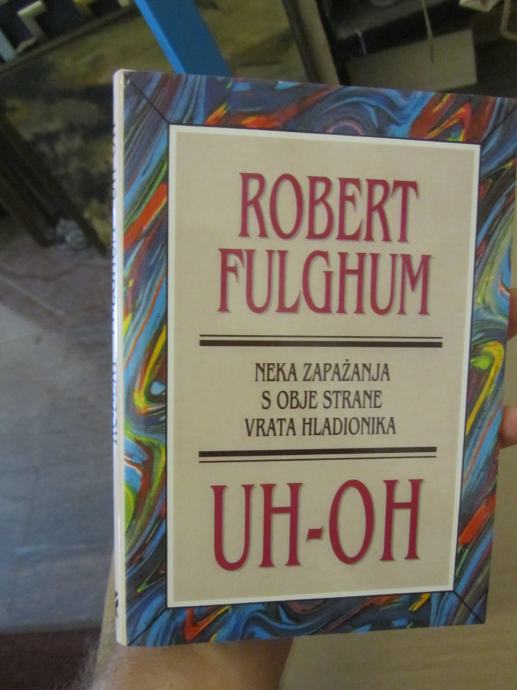 ROBERT
FULGHUM
NEKA ZAPAŽANJA
S OBJE STRANE
VRATA HLADIONIKA
UH-OH